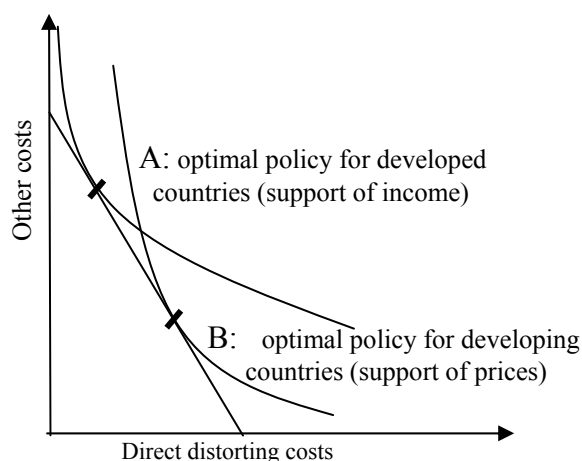 Other costs
A: optimal policy for developed
countries (support of income)
B: optimal policy for developing
countries (support of prices)
Direct distorting costs